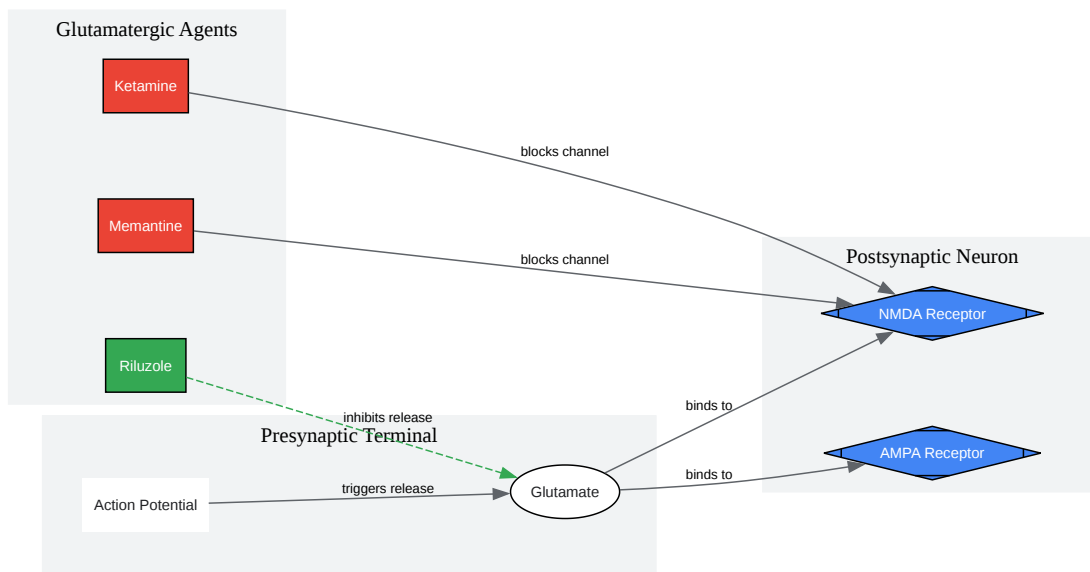 Glutamatergic Agents
Ketamine
blocks channel
Memantine
blocks channel
Postsynaptic Neuron
NMDA Receptor
Riluzole
inhibits release
binds to
Presynaptic Terminal
AMPA Receptor
binds to
triggers release
Glutamate
Action Potential